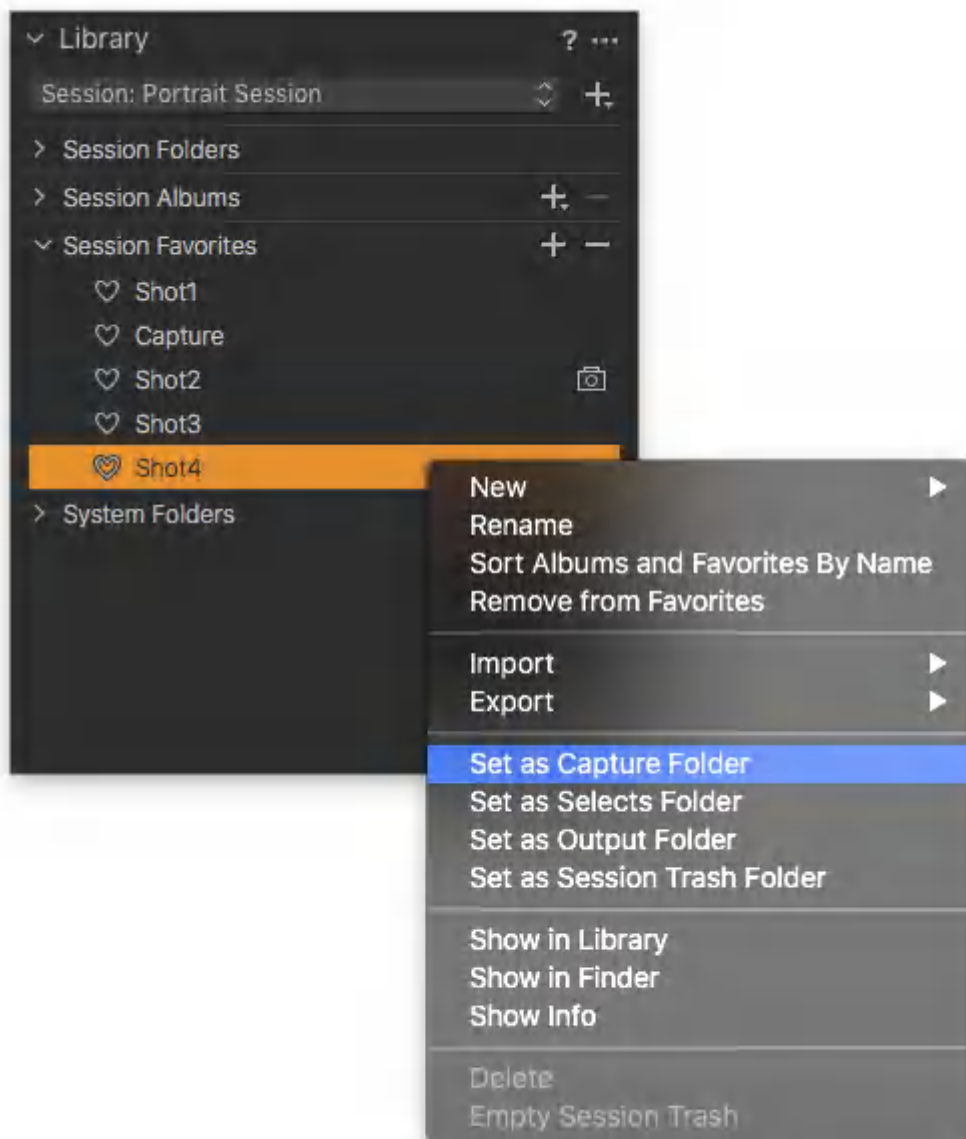 Library ? ...
Session: Portrait Session
Session Folders
Session Albums
Session Favorites
Shot1
Capture
Shot2
Shot3
Shot4
System Folders
New
Rename
Sort Albums and Favorites By Name
Remove from Favorites
Import
Export
Set as Capture Folder
Set as Selects Folder
Set as Output Folder
Set as Session Trash Folder
Show in Library
Show in Finder
Show Info
Delete
Empty Session Trash